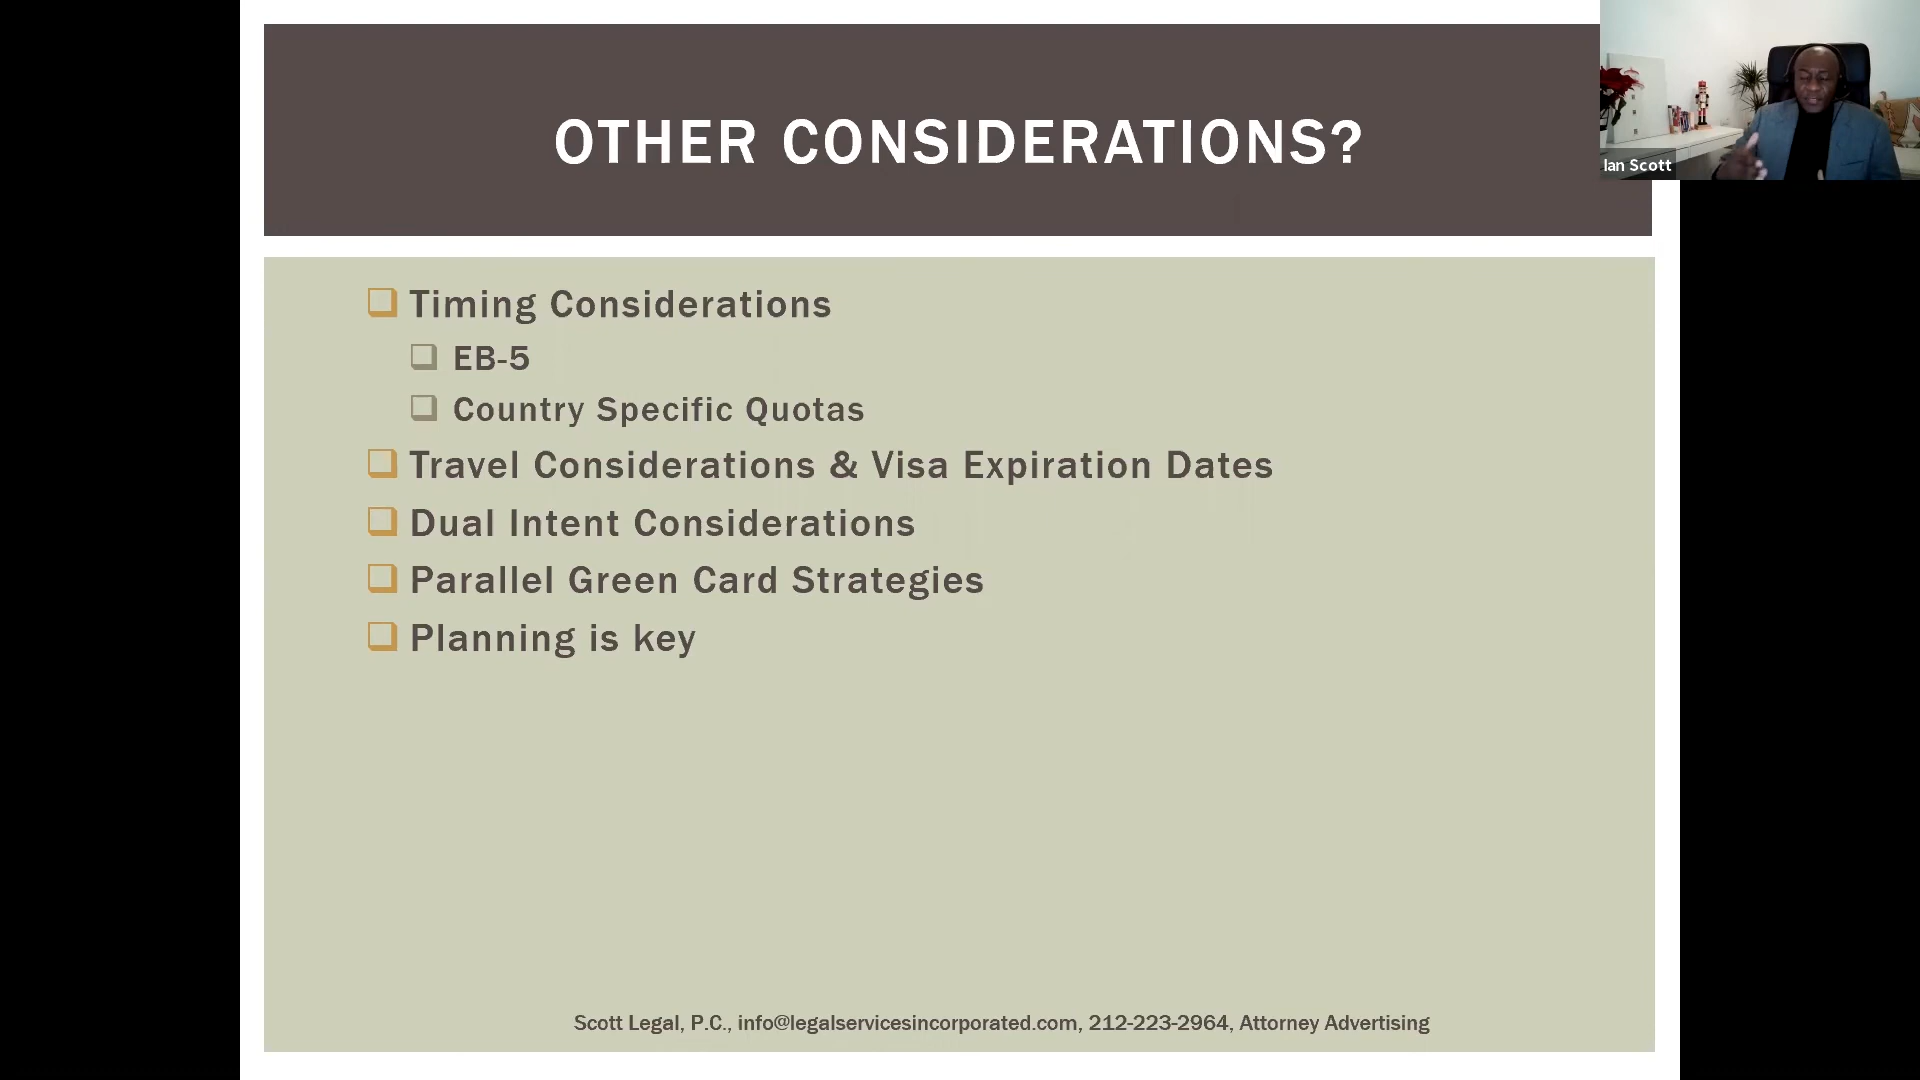 OTHER CONSIDERATIONS?
Ian Scott
Timing Considerations
EB-5
Country Specific Quotas
Travel Considerations & Visa Expiration Dates
Dual Intent Considerations
Parallel Green Card Strategies
Planning is key
Scott Legal, P.C., info@legalservicesincorporated.com, 212-223-2964, Attorney Advertising